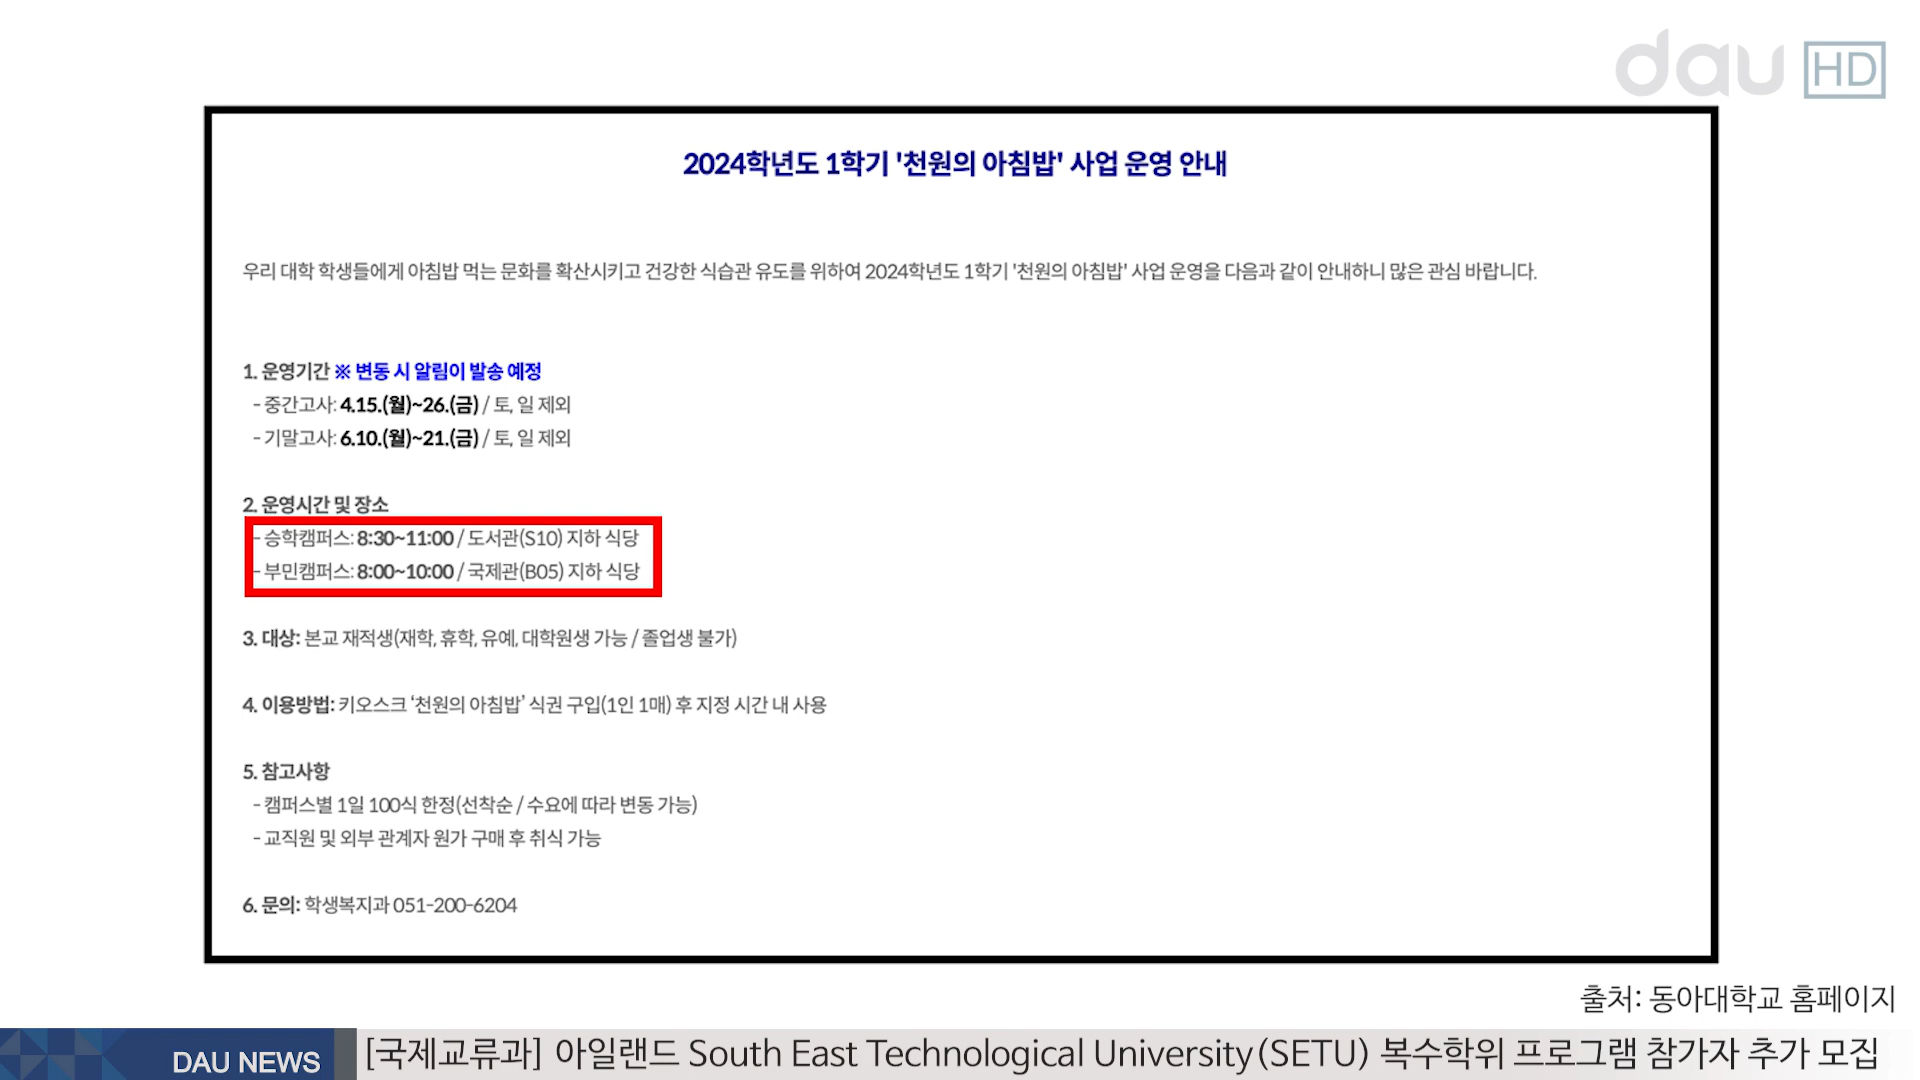 dau HD
2024학년도 1학기 '천원의 아침밥' 사업 운영 안내
우리 대학 학생들에게 아침밥 먹는 문화를 확산시키고 건강한 식습관 유도를 위하여 2024학년도 1학기 '천원의 아침밥' 사업 운영을 다음과 같이 안내하니 많은 관심 바랍니다.
1. 운영기간 ※ 변동 시 알림이 발송 예정
- 중간고사: 4.15.(월)~26.(금) / 토, 일 제외
- 기말고사: 6.10.(월)~21.(금) / 토, 일 제외
2. 운영시간 및 장소
- 승학캠퍼스: 8:30~11:00 / 도서관(S10) 지하 식당
- 부민캠퍼스: 8:00~10:00 / 국제관(B05) 지하 식당
3. 대상: 본교 재적생(재학, 휴학, 유예, 대학원생 가능 / 졸업생 불가)
4. 이용방법: 키오스크 ‘천원의 아침밥’ 식권 구입(1인 1매) 후 지정 시간 내 사용
5. 참고사항
- 캠퍼스별 1일 100식 한정(선착순 / 수요에 따라 변동 가능)
- 교직원 및 외부 관계자 원가 구매 후 취식 가능
6. 문의: 학생복지과 051-200-6204
출처: 동아대학교 홈페이지
DAU NEWS [국제교류과] 아일랜드 South East Technological University(SETU) 복수학위 프로그램 참가자 추가 모집